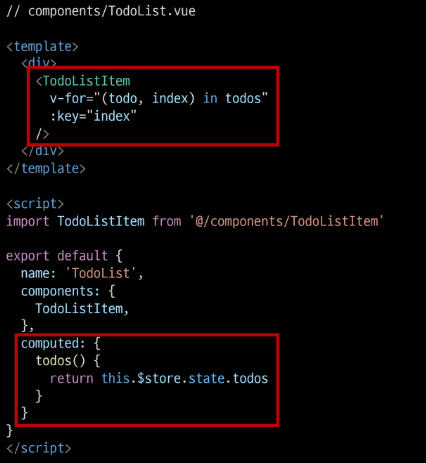 // components/TodoList.vue
<template>
<div>
<TodoListItem
v-for="(todo, index) in todos"
:key="index"
/>
</div>
</template>
<script>
import TodoListItem from '@/components/TodoListItem'
export default {
name: 'TodoList',
components: {
TodoListItem,
},
computed: {
todos() {
return this.$store.state.todos
}
}
}
</script>